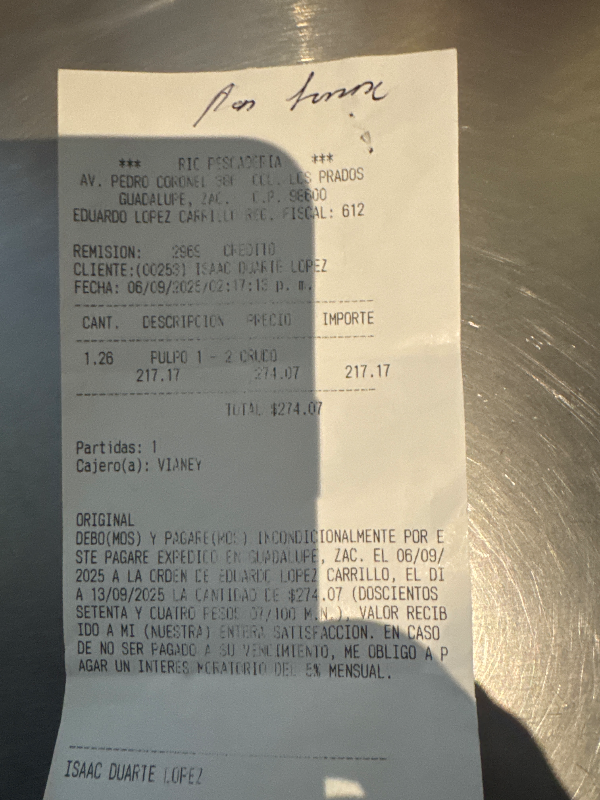 *** RIC PESCADERIA ***
AV. PEDRO CORONEL COL. LOS PRADOS
GUADALUPE, ZAC. C.P. 98600
EDUARDO LOPEZ CARRILLO REG. FISCAL: 612
REMISION: 2969 CREDITO
CLIENTE:(00253) ISAAC DUARTE LOPEZ
FECHA: 06/09/2025/02:17:13 p. m.
CANT. DESCRIPCION PRECIO IMPORTE
1.26 PULPO 1 - 2 CRUDO
217.17 274.07 217.17
TOTAL $274.07
Partidas: 1
Cajero(a): VIANEY
ORIGINAL
DEBO(MOS) Y PAGARE(MOS) INCONDICIONALMENTE POR E
STE PAGARE EXPEDIDO EN GUADALUPE, ZAC. EL 06/09/
2025 A LA ORDEN DE EDUARDO LOPEZ CARRILLO, EL DI
A 13/09/2025 LA CANTIDAD DE $274.07 (DOSCIENTOS
SETENTA Y CUATRO PESOS 07/100 M.N.), VALOR RECIB
IDO A MI (NUESTRA) ENTERA SATISFACCION. EN CASO
DE NO SER PAGADO A SU VENCIMIENTO, ME OBLIGO A P
AGAR UN INTERES MORATORIO DEL 5% MENSUAL.
ISAAC DUARTE LOPEZ